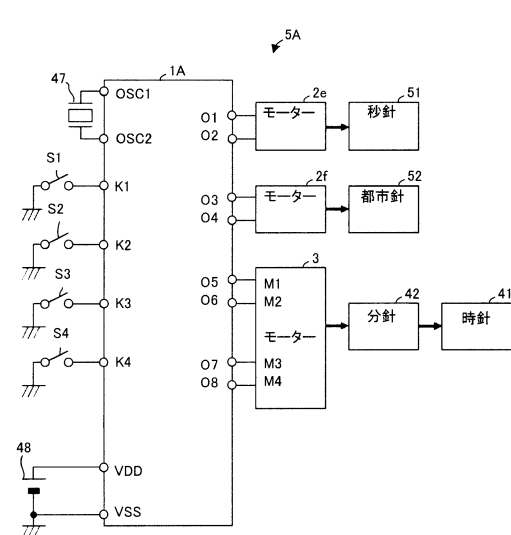 5A
1A
47
OSC1
OSC2
S1
K1
S2
K2
S3
K3
S4
K4
48
VDD
VSS
O1
O2
2e
モーター
51
秒針
O3
O4
2f
モーター
52
都市針
O5
O6
O7
O8
3
M1
M2
モーター
M3
M4
42
分針
41
時針